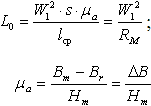 L₀ = W₁² · s · μₐ / l_ср = W₁² / R_M ;
μₐ = (B_m − B_r) / H_m = ΔB / H_m